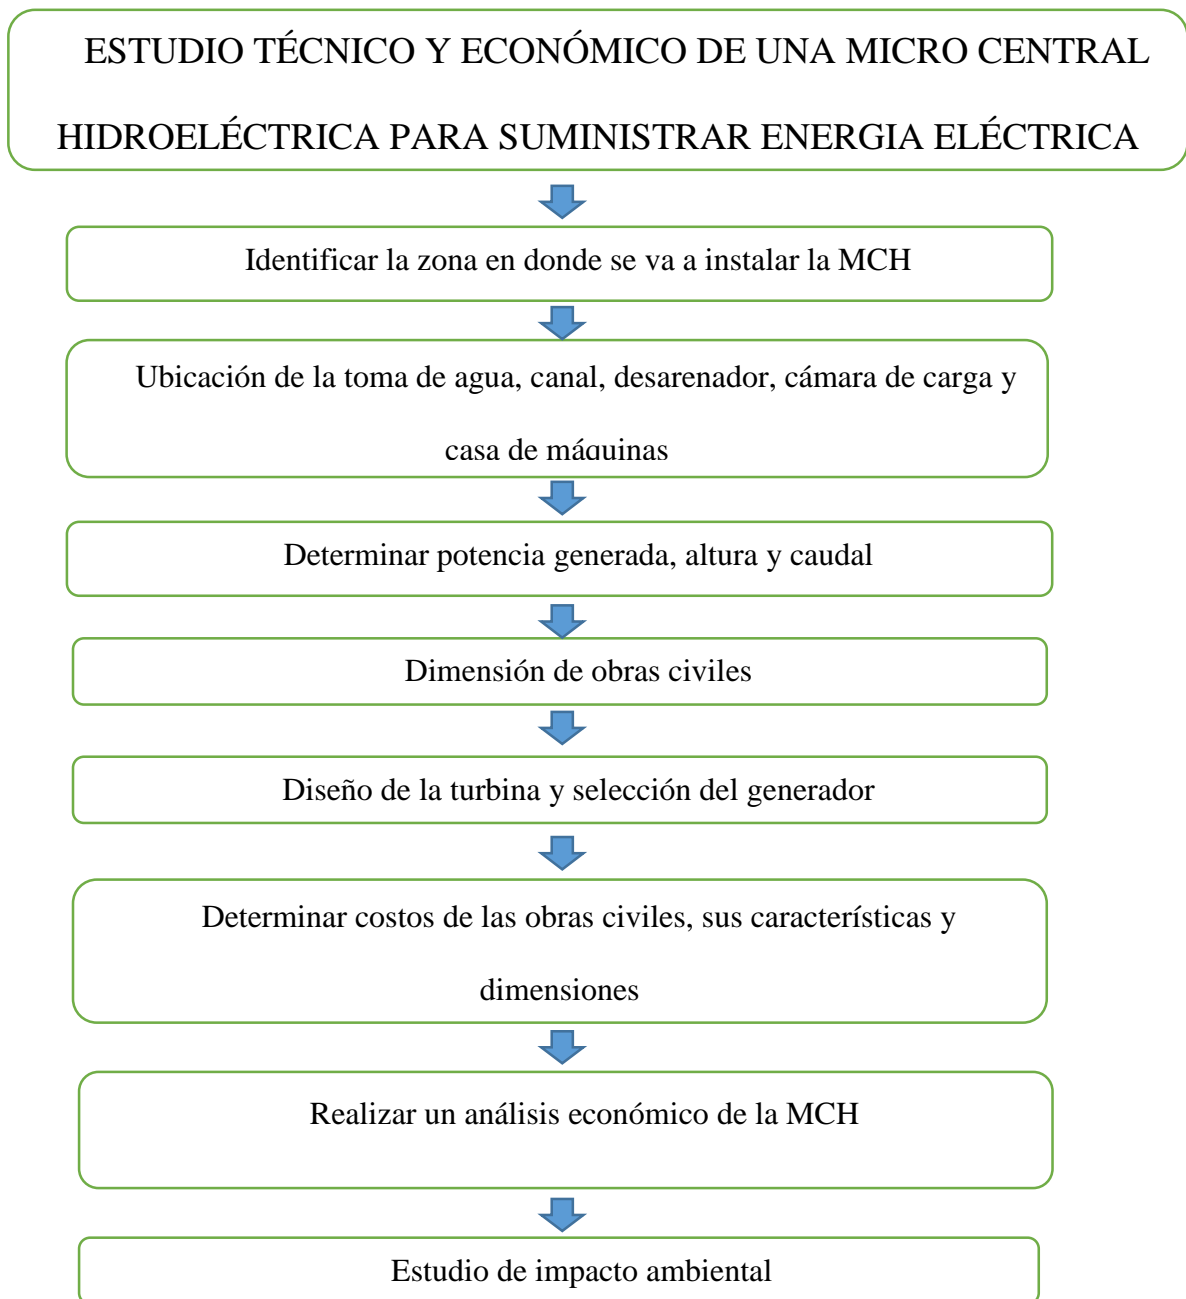 ESTUDIO TÉCNICO Y ECONÓMICO DE UNA MICRO CENTRAL
HIDROELÉCTRICA PARA SUMINISTRAR ENERGIA ELÉCTRICA
Identificar la zona en donde se va a instalar la MCH
Ubicación de la toma de agua, canal, desarenador, cámara de carga y
casa de máquinas
Determinar potencia generada, altura y caudal
Dimensión de obras civiles
Diseño de la turbina y selección del generador
Determinar costos de las obras civiles, sus características y
dimensiones
Realizar un análisis económico de la MCH
Estudio de impacto ambiental